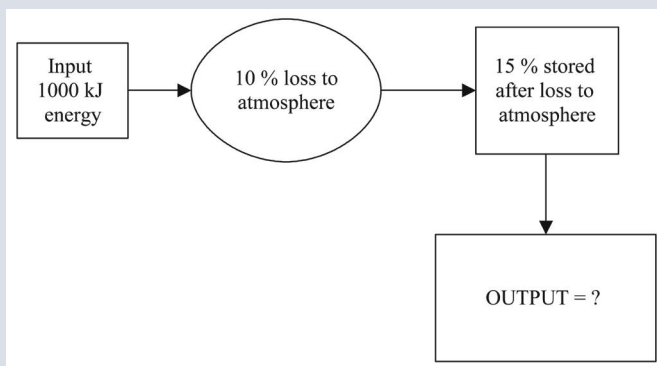 Input
1000 kJ
energy
10 % loss to
atmosphere
15 % stored
after loss to
atmosphere
OUTPUT = ?